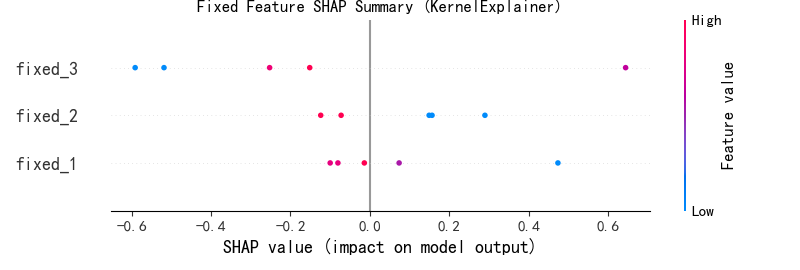 Fixed Feature SHAP Summary (KernelExplainer)
High
fixed_3
fixed_2
fixed_1
Feature value
Low
-0.6 -0.4 -0.2 0.0 0.2 0.4 0.6
SHAP value (impact on model output)